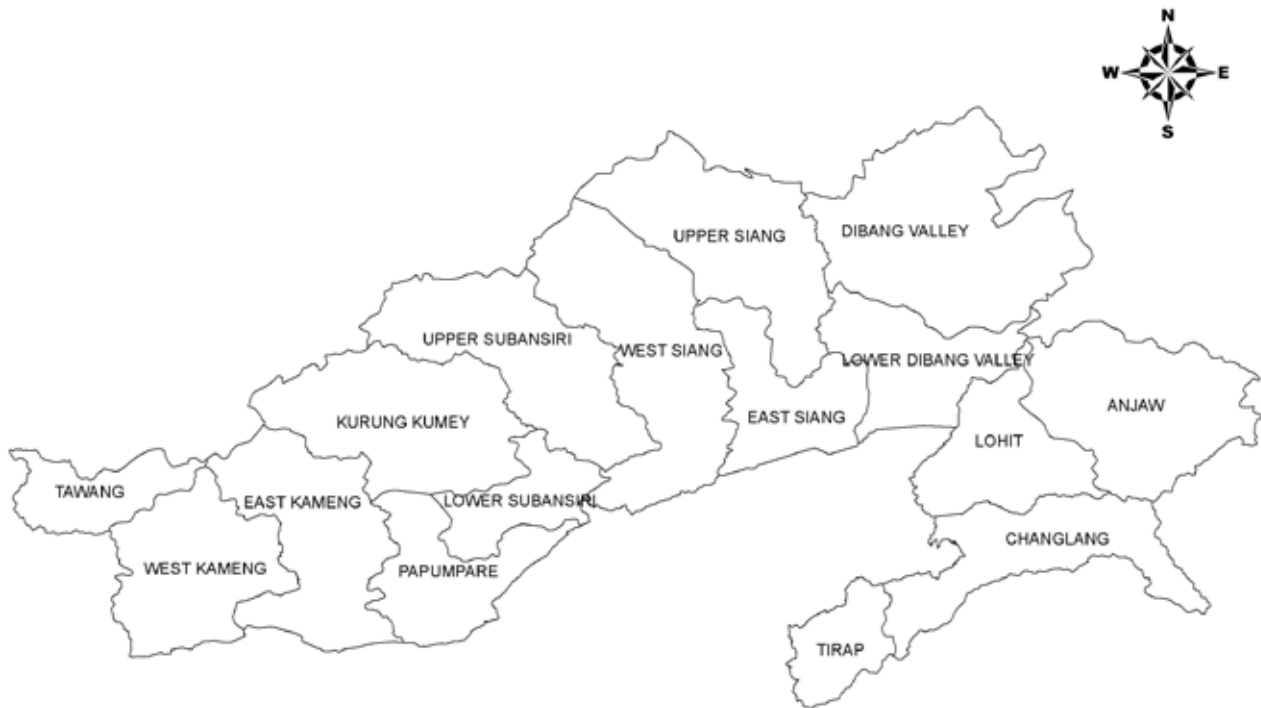 N
W E
S
UPPER SIANG
DIBANG VALLEY
UPPER SUBANSIRI
WEST SIANG
LOWER DIBANG VALLEY
ANJAW
KURUNG KUMEY
EAST SIANG
LOHIT
TAWANG
EAST KAMENG
LOWER SUBANSIRI
CHANGLANG
WEST KAMENG
PAPUMPARE
TIRAP